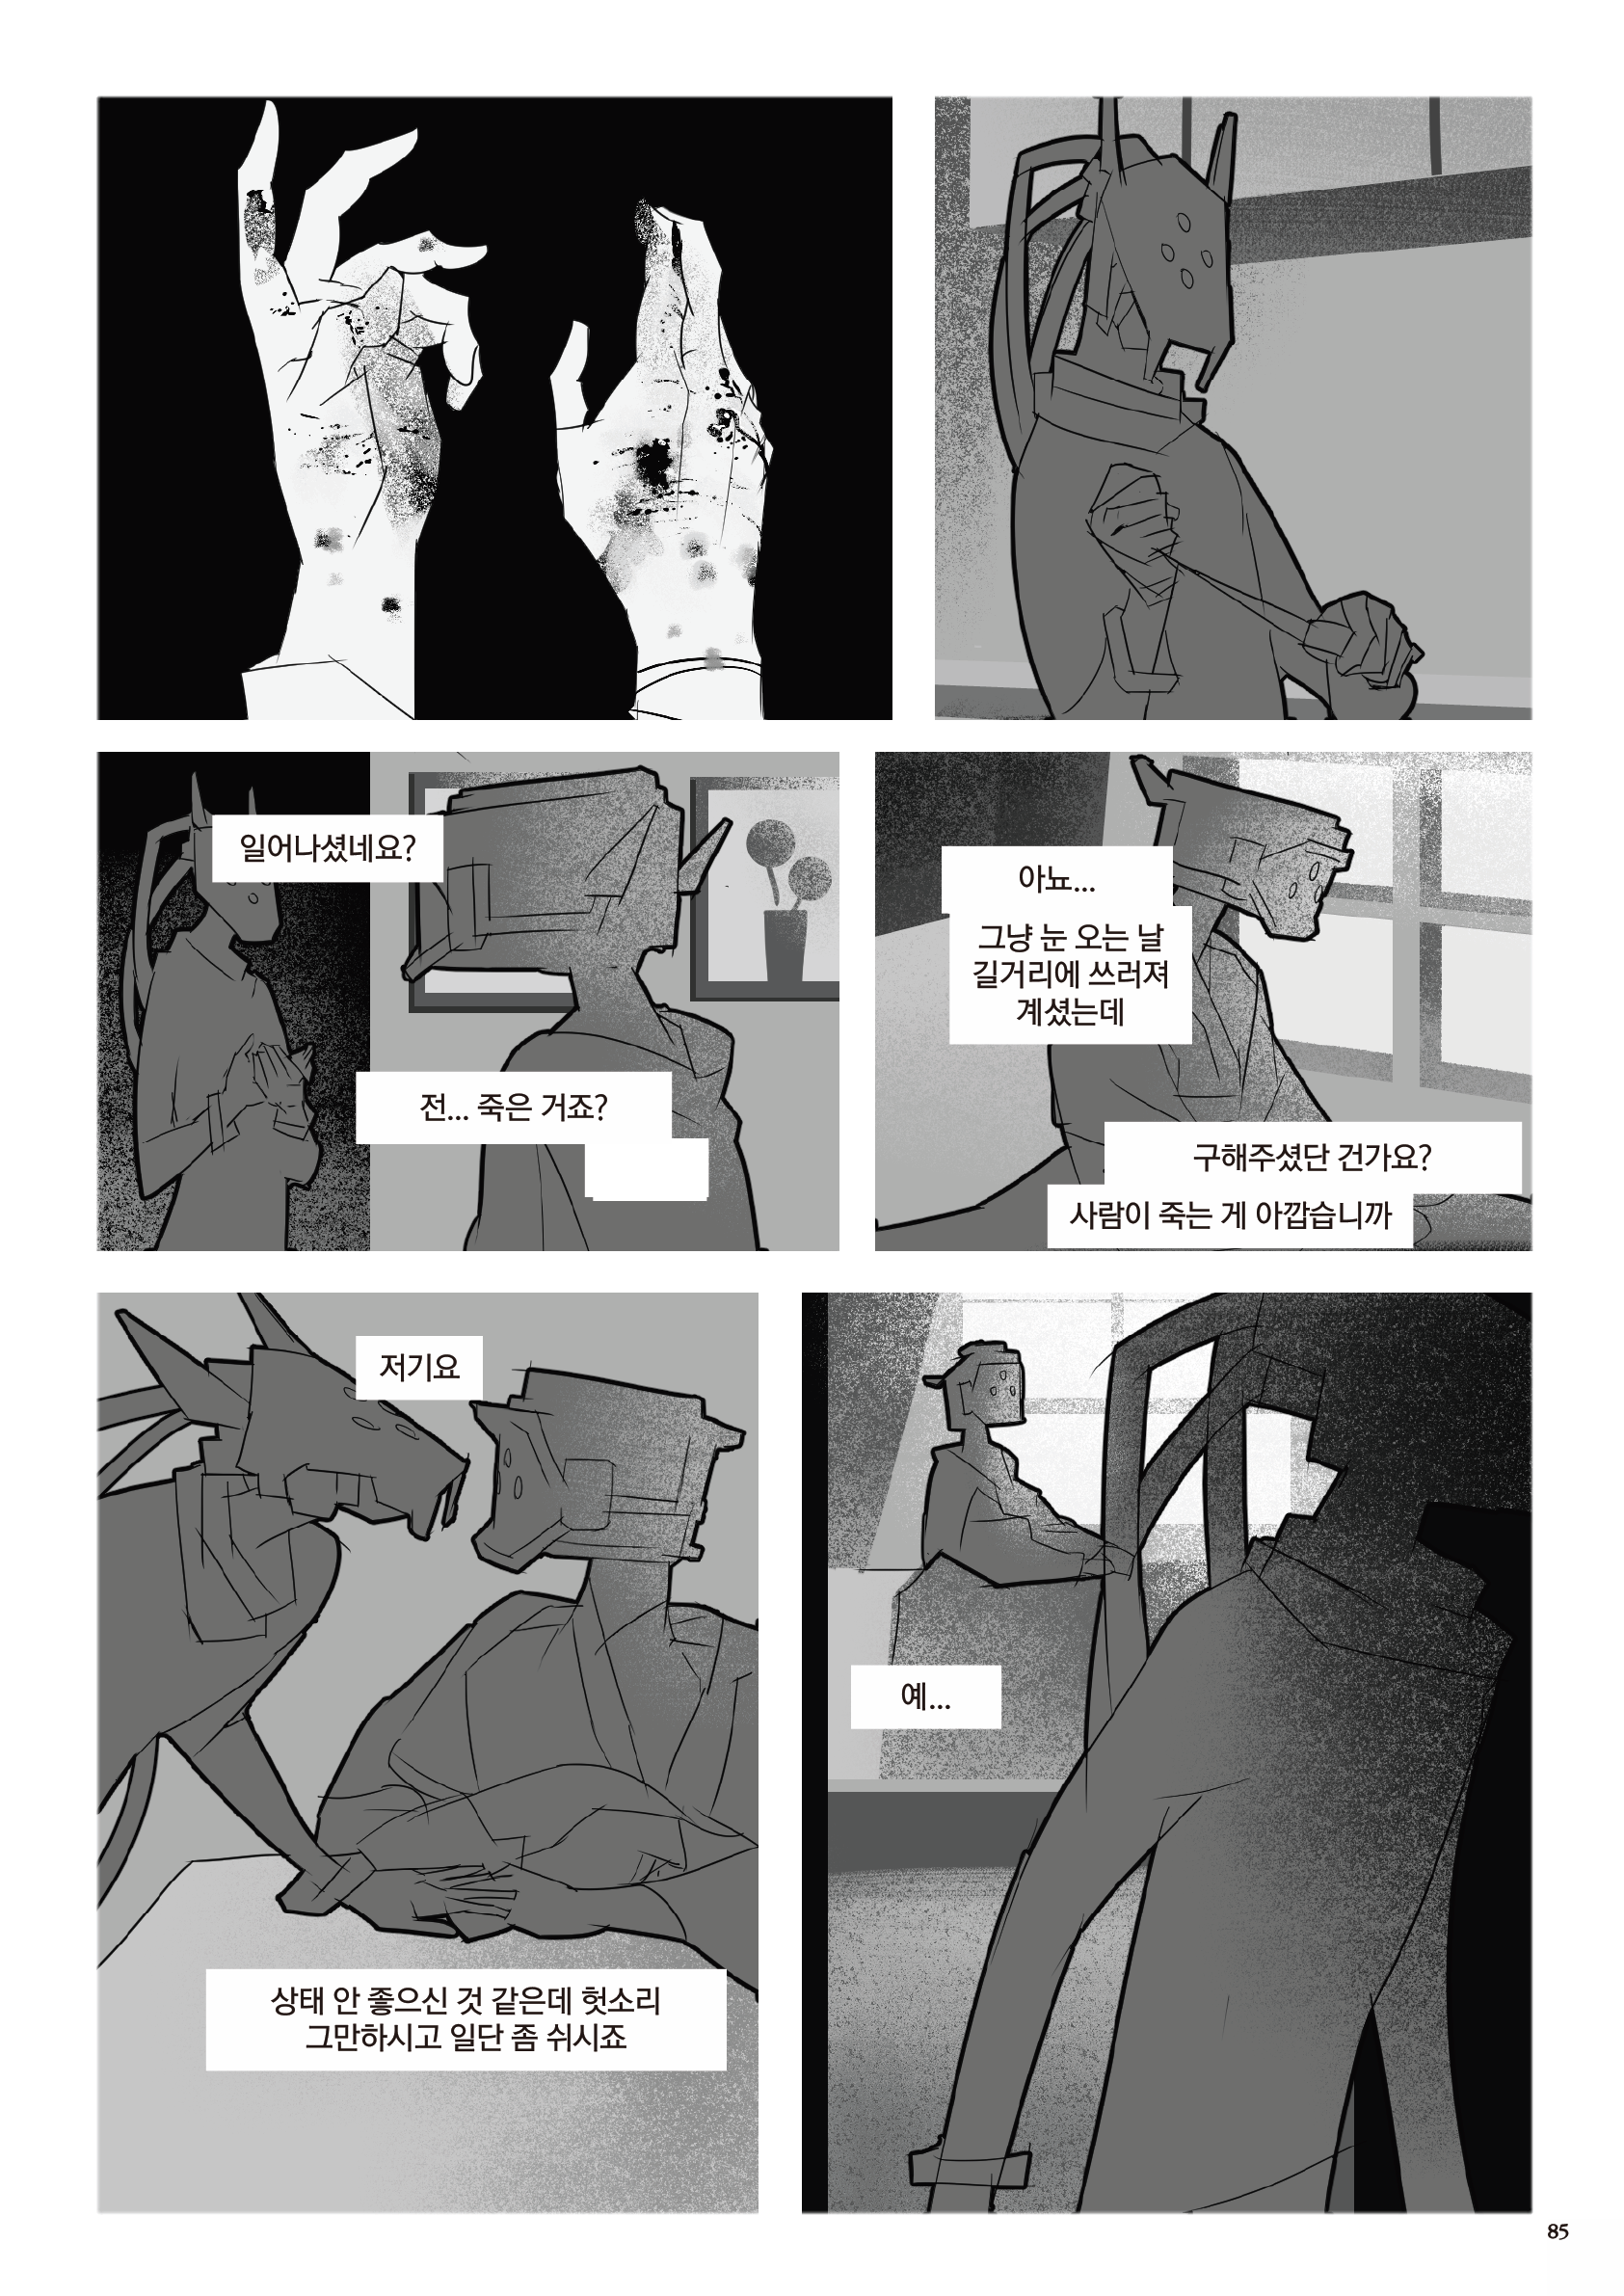 일어나셨네요?
전... 죽은 거죠?
아뇨...
그냥 눈 오는 날
길거리에 쓰러져
계셨는데
구해주셨단 건가요?
사람이 죽는 게 아깝습니까
저기요
상태 안 좋으신 것 같은데 헛소리
그만하시고 일단 좀 쉬시죠
예...
85